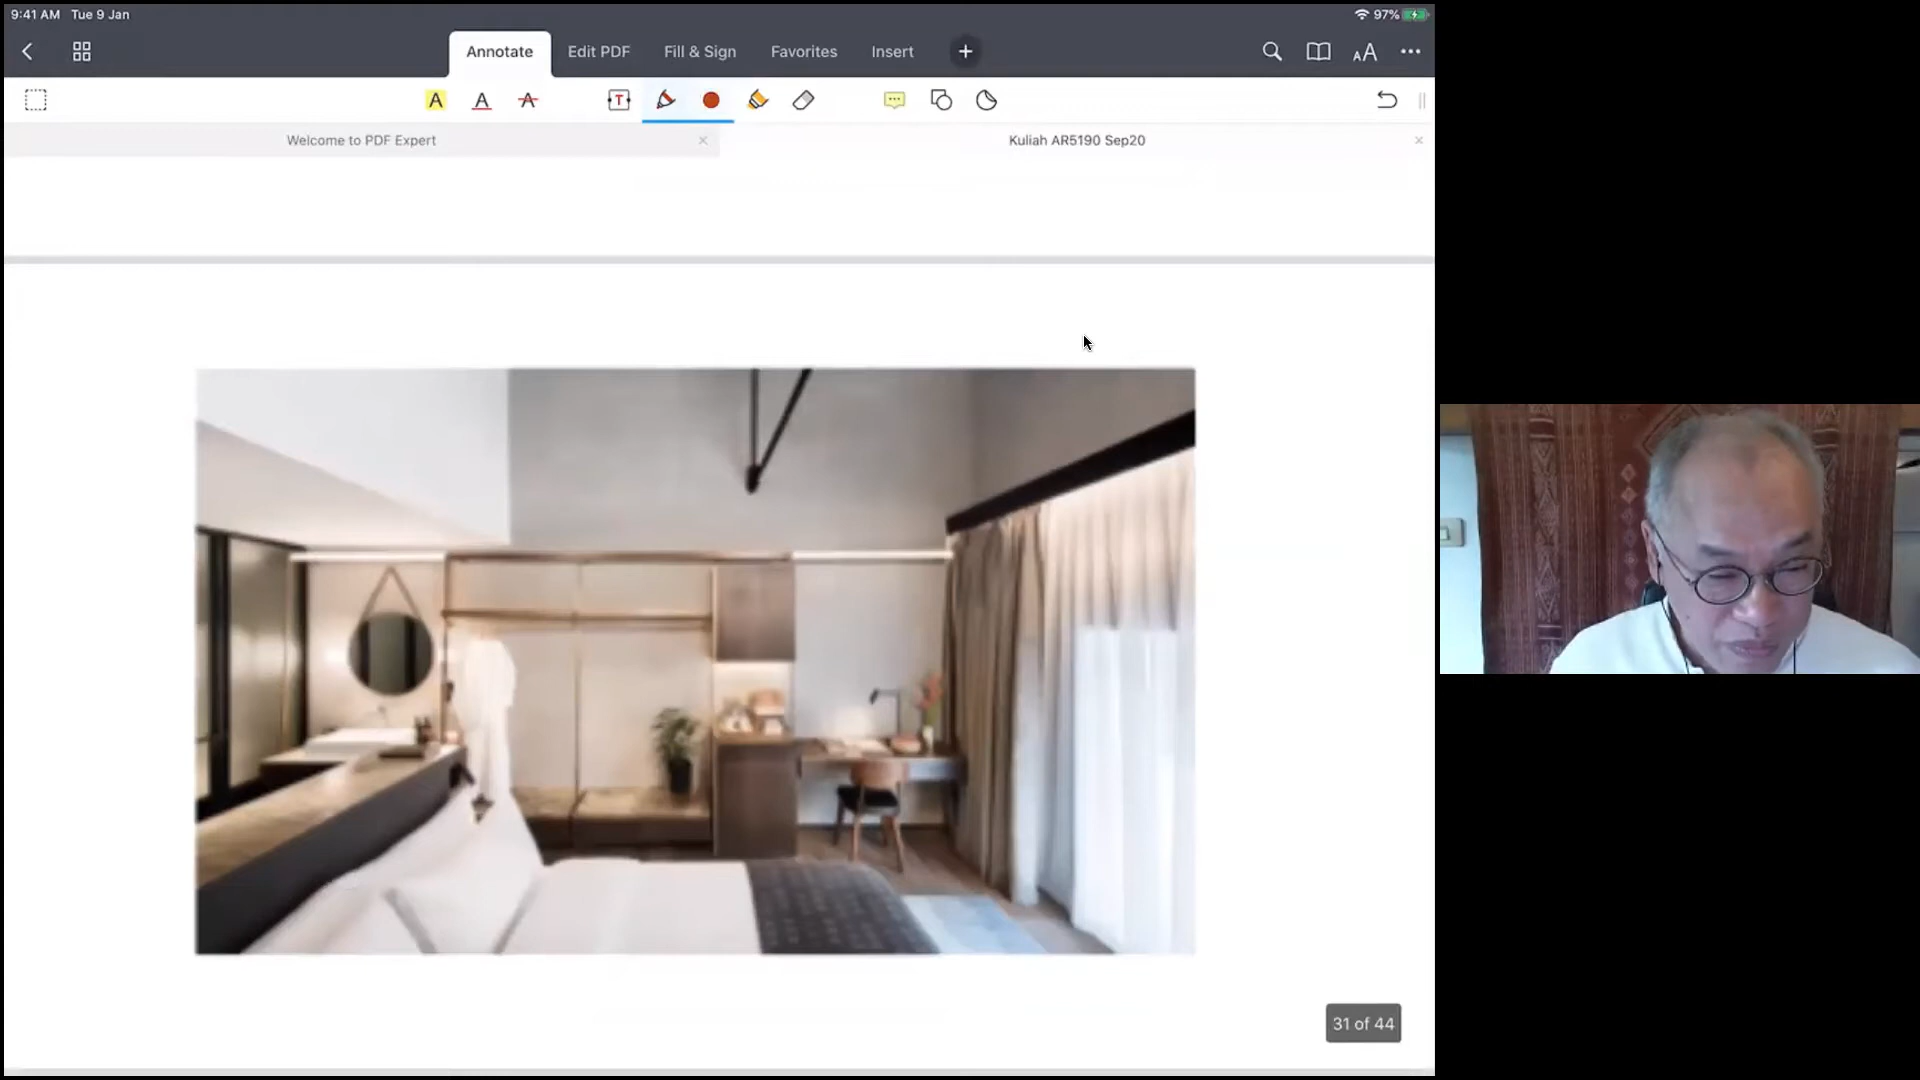 9:41 AM Tue 9 Jan 97%
Annotate Edit PDF Fill & Sign Favorites Insert + AA
A A A T
Welcome to PDF Expert × Kuliah AR5190 Sep20 ×
31 of 44